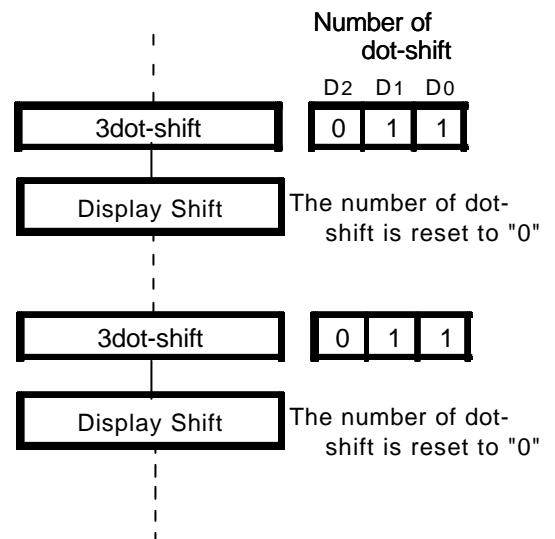 Number of
dot-shift
D2 D1 D0
3dot-shift 0 1 1
Display Shift
The number of dot-
shift is reset to "0"
3dot-shift 0 1 1
Display Shift
The number of dot-
shift is reset to "0"